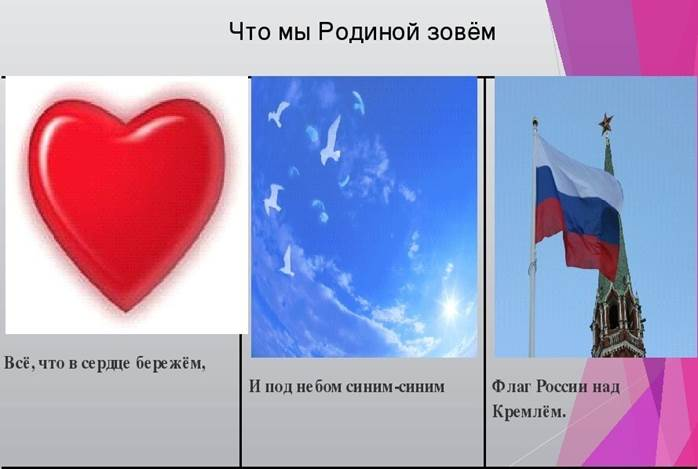 Что мы Родиной зовём
Всё, что в сердце бережём,
И под небом синим-синим
Флаг России над
Кремлём.